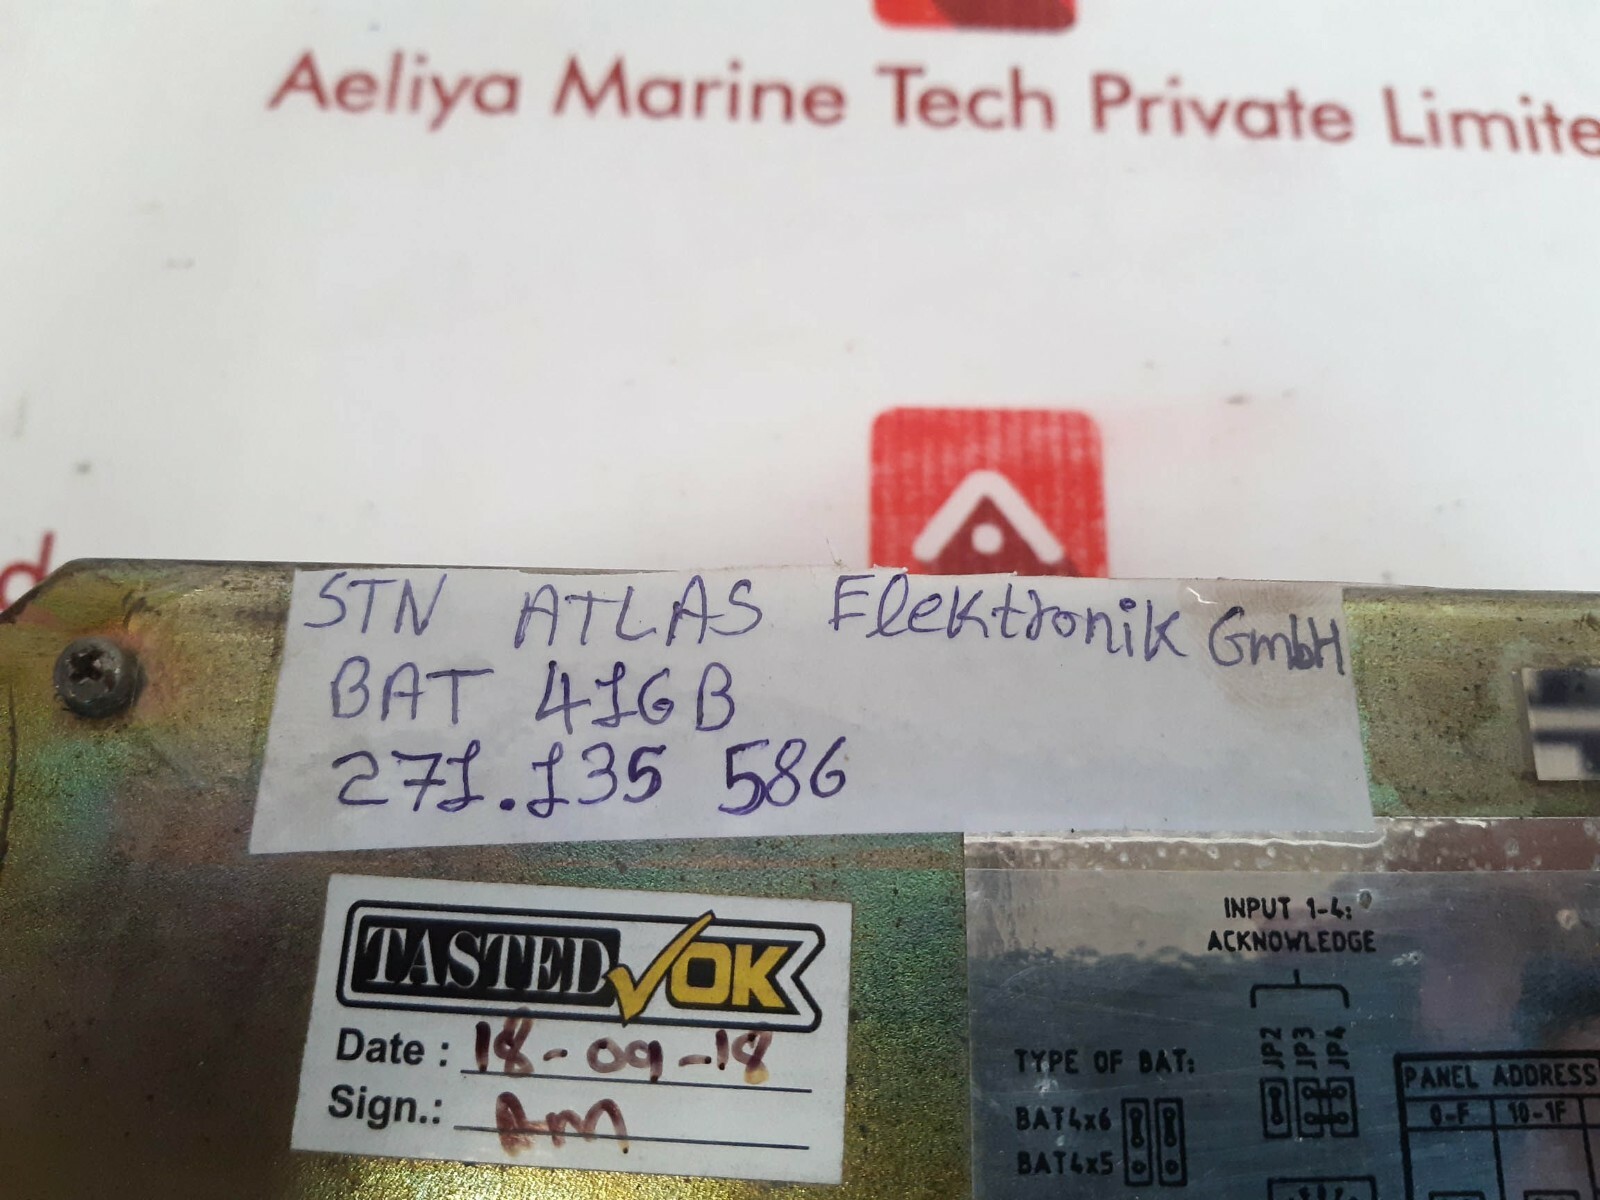 Aeliya Marine Tech Private Limite
d
STN ATLAS Elektronik GmbH
BAT 416B
271.135 586
TASTED OK
Date : 18-09-18
Sign.: Am
INPUT 1-4:
ACKNOWLEDGE
JP2 JP3 JP4
TYPE OF BAT:
BAT4x6
BAT4x5
PANEL ADDRESS
0-F 10-1F